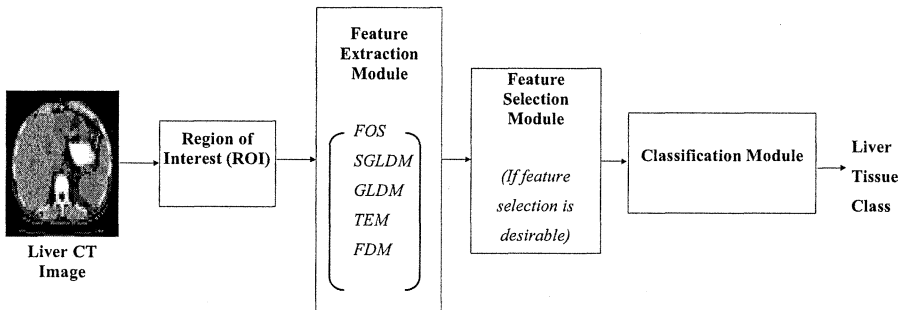 Liver CT
Image
Region of
Interest (ROI)
Feature
Extraction
Module
FOS
SGLDM
GLDM
TEM
FDM
Feature
Selection
Module
(If feature
selection is
desirable)
Classification Module
Liver
Tissue
Class